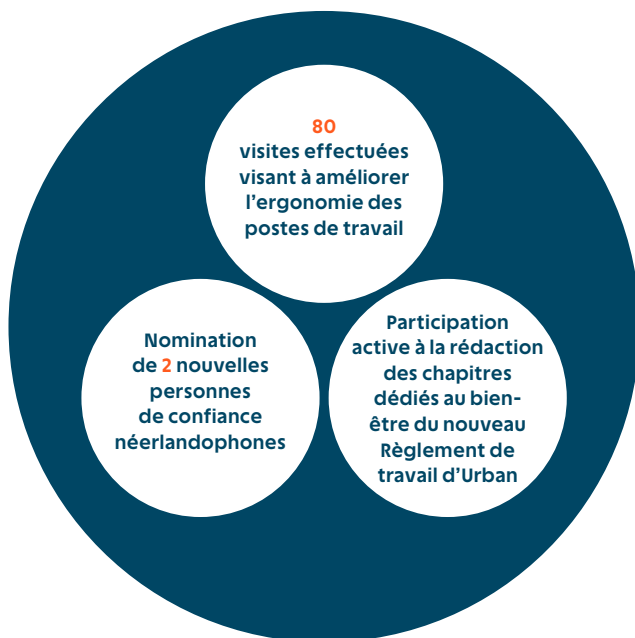 80
visites effectuées
visant à améliorer
l'ergonomie des
postes de travail
Nomination
de 2 nouvelles
personnes
de confiance
néerlandophones
Participation
active à la rédaction
des chapitres
dédiés au bien-
être du nouveau
Règlement de
travail d'Urban